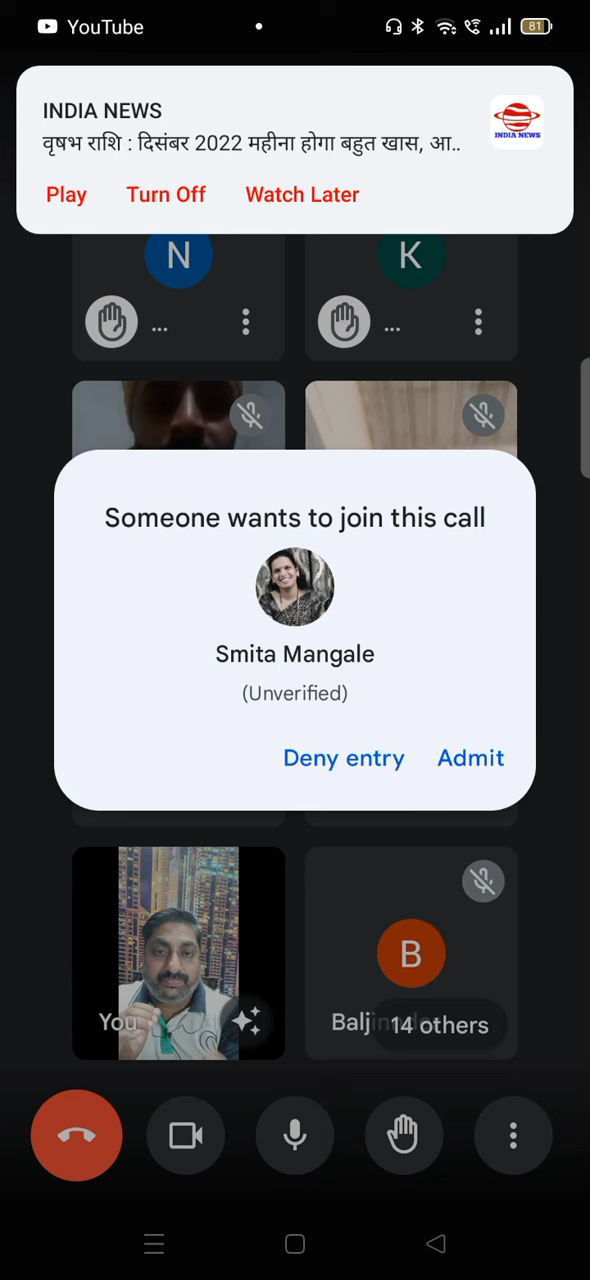 YouTube
81
INDIA NEWS
वृषभ राशि : दिसंबर 2022 महीना होगा बहुत खास, आ..
INDIA NEWS
Play Turn Off Watch Later
N K
... ...
Someone wants to join this call
Smita Mangale
(Unverified)
Deny entry Admit
B
You
14 others